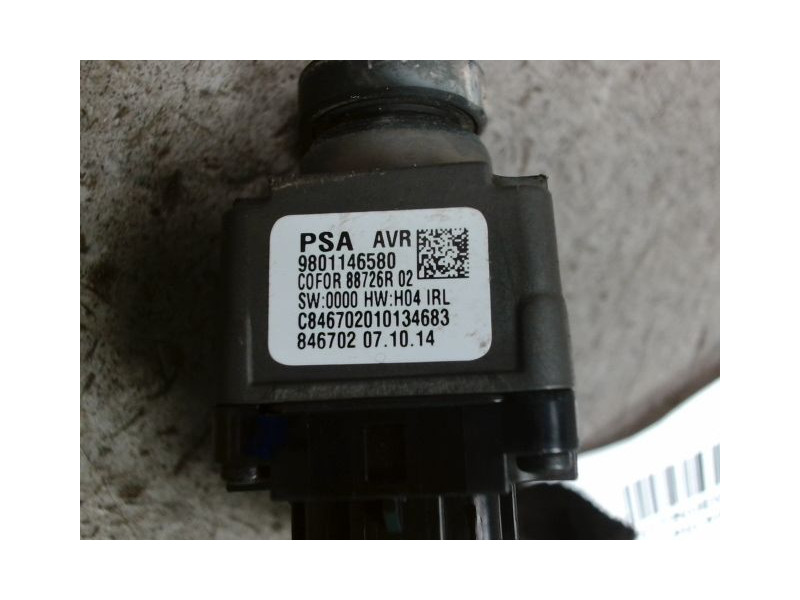 PSA AVR
9801146580
COFOR 88726R 02
SW:0000 HW:H04 IRL
C846702010134683
846702 07.10.14